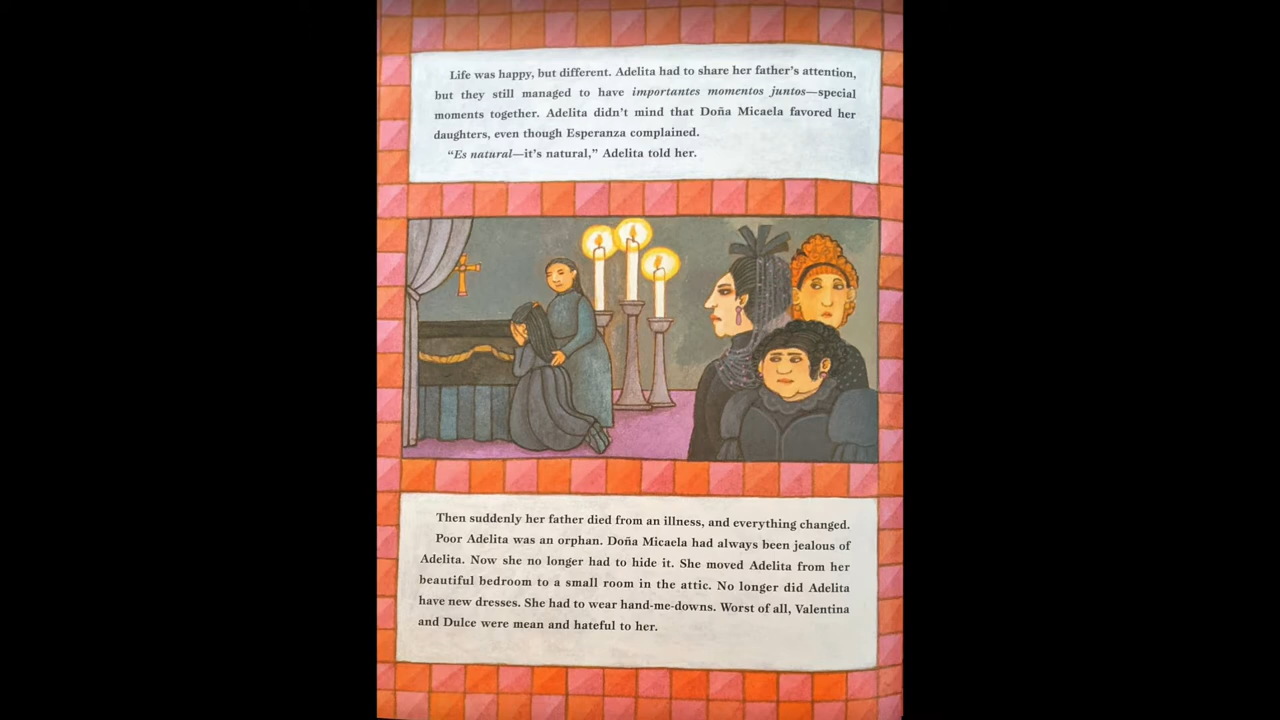 Life was happy, but different. Adelita had to share her father's attention,
but they still managed to have importantes momentos juntos—special
moments together. Adelita didn't mind that Doña Micaela favored her
daughters, even though Esperanza complained.
"Es natural—it's natural," Adelita told her.
Then suddenly her father died from an illness, and everything changed.
Poor Adelita was an orphan. Doña Micaela had always been jealous of
Adelita. Now she no longer had to hide it. She moved Adelita from her
beautiful bedroom to a small room in the attic. No longer did Adelita
have new dresses. She had to wear hand-me-downs. Worst of all, Valentina
and Dulce were mean and hateful to her.